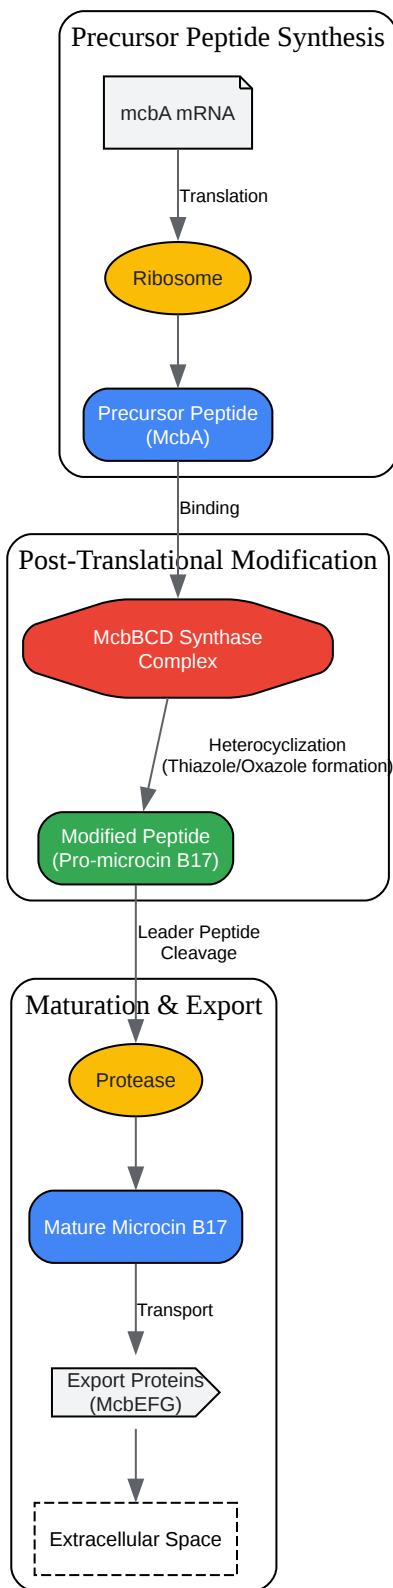 Precursor Peptide Synthesis
mcbA mRNA
Translation
Ribosome
Precursor Peptide
(McbA)
Binding
Post-Translational Modification
McbBCD Synthase
Complex
Heterocyclization
(Thiazole/Oxazole formation)
Modified Peptide
(Pro-microcin B17)
Leader Peptide
Cleavage
Maturation & Export
Protease
Mature Microcin B17
Transport
Export Proteins
(McbEFG)
Extracellular Space